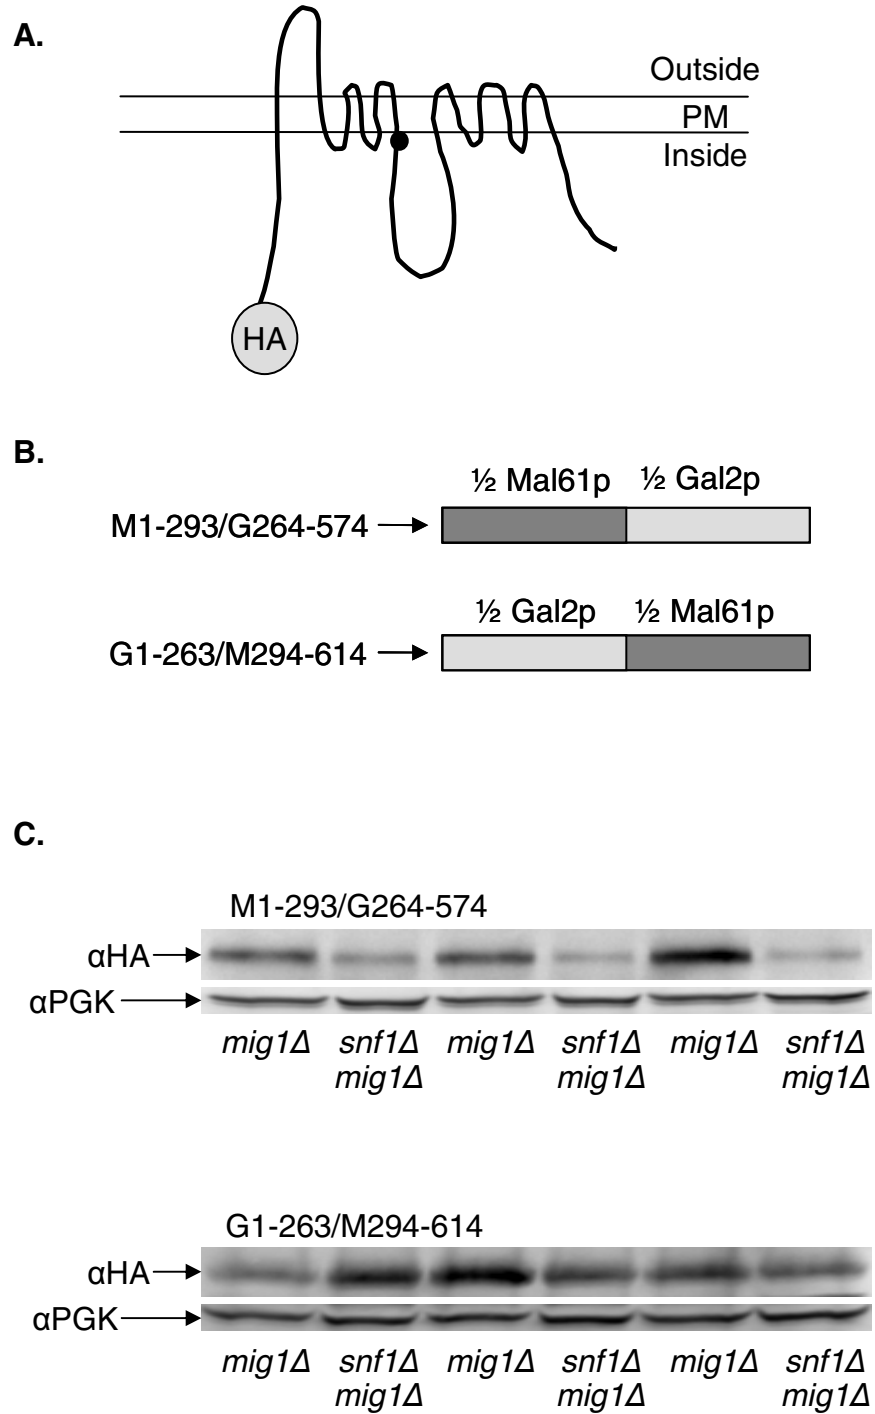 A.
Outside
PM
Inside
HA
B.
½ Mal61p ½ Gal2p
M1-293/G264-574
½ Gal2p ½ Mal61p
G1-263/M294-614
C.
M1-293/G264-574
αHA
αPGK
mig1Δ snf1Δ mig1Δ snf1Δ mig1Δ snf1Δ
mig1Δ mig1Δ mig1Δ
G1-263/M294-614
αHA
αPGK
mig1Δ snf1Δ mig1Δ snf1Δ mig1Δ snf1Δ
mig1Δ mig1Δ mig1Δ